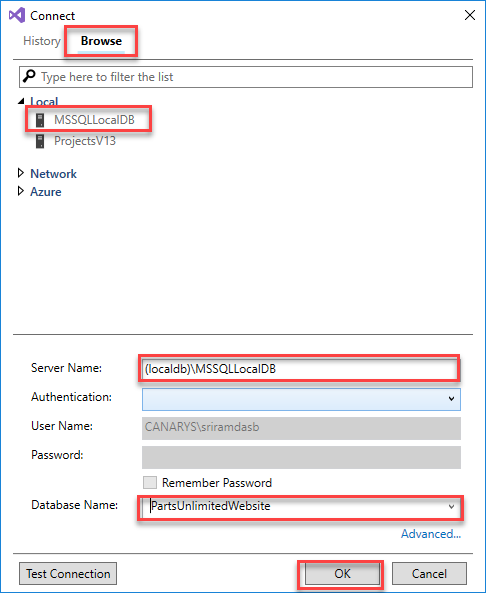 Connect
History Browse
Type here to filter the list
Local
MSSQLLocalDB
ProjectsV13
Network
Azure
Server Name: (localdb)\MSSQLLocalDB
Authentication:
User Name: CANARYS\sriramdasb
Password:
Remember Password
Database Name: PartsUnlimitedWebsite
Advanced...
Test Connection OK Cancel